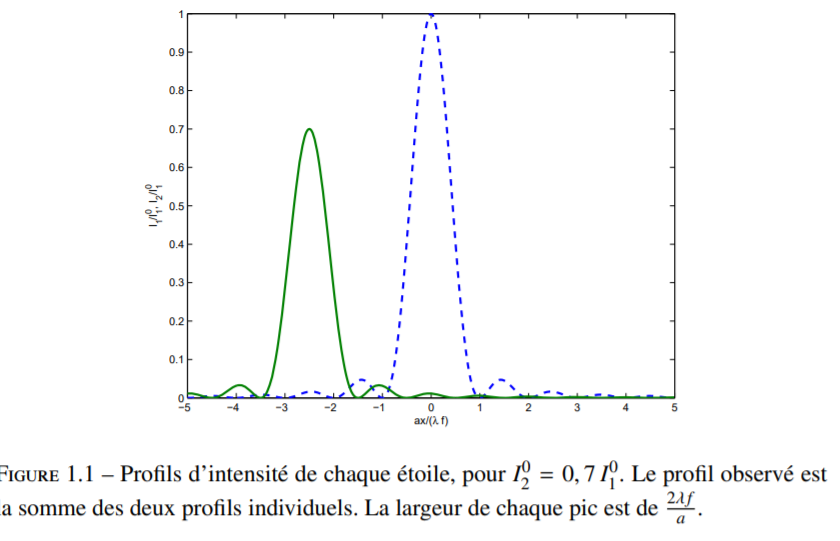 1
0.9
0.8
0.7
0.6
0.5
0.4
0.3
0.2
0.1
0
I₁/I₁⁰, I₂/I₁⁰
−5 −4 −3 −2 −1 0 1 2 3 4 5
ax/(λ f)
FIGURE 1.1 – Profils d'intensité de chaque étoile, pour I₂⁰ = 0,7 I₁⁰. Le profil observé est
la somme des deux profils individuels. La largeur de chaque pic est de 2λf/a.